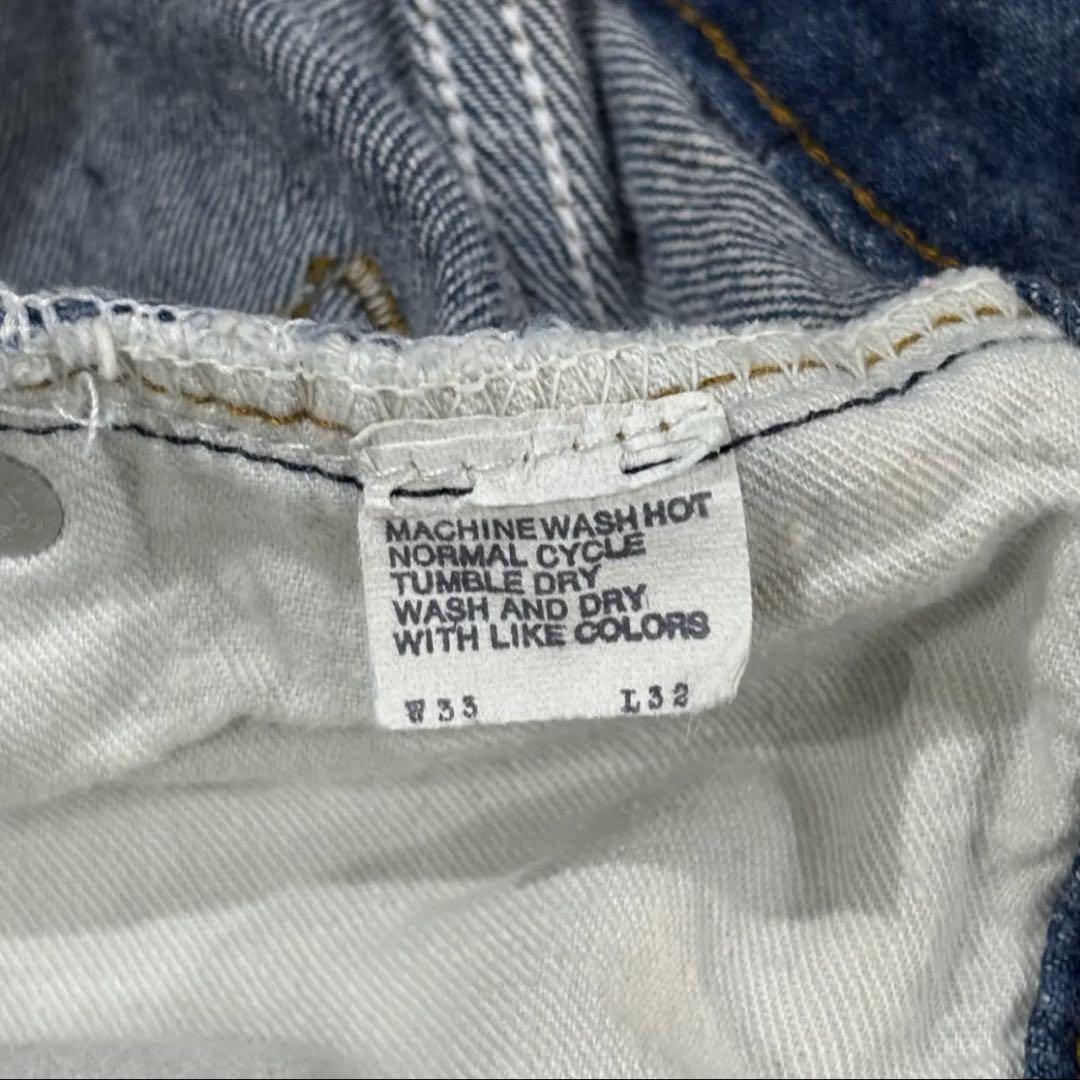 MACHINE WASH HOT
NORMAL CYCLE
TUMBLE DRY
WASH AND DRY
WITH LIKE COLORS
W33 L32